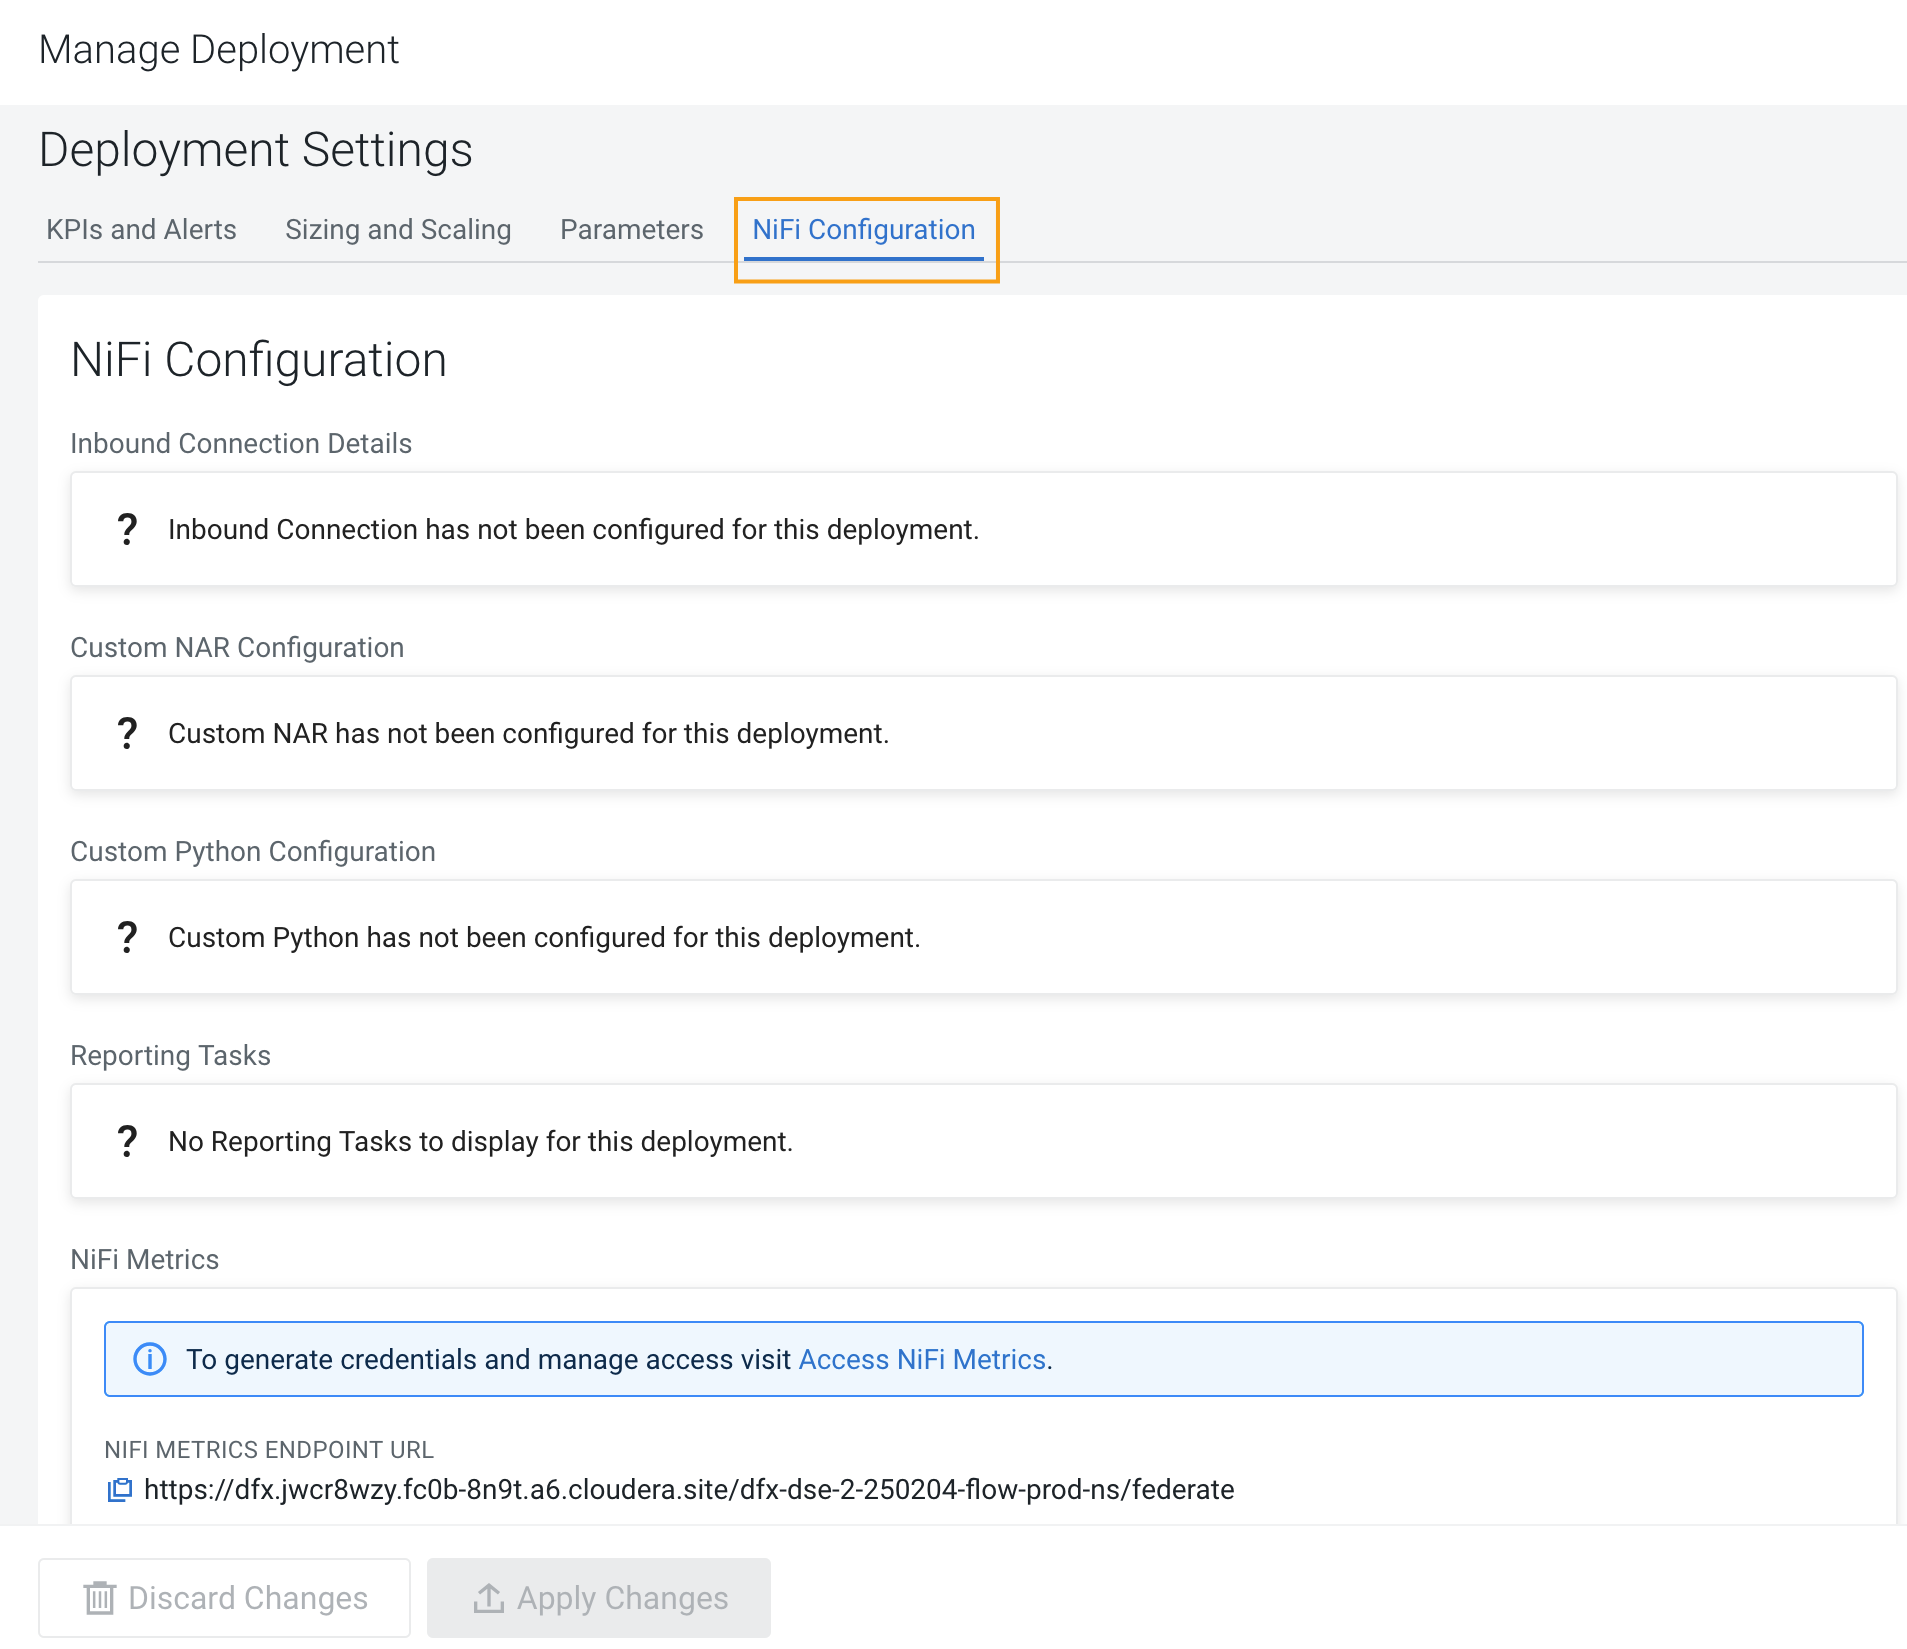 Manage Deployment
Deployment Settings
KPIs and Alerts Sizing and Scaling Parameters NiFi Configuration
NiFi Configuration
Inbound Connection Details
? Inbound Connection has not been configured for this deployment.
Custom NAR Configuration
? Custom NAR has not been configured for this deployment.
Custom Python Configuration
? Custom Python has not been configured for this deployment.
Reporting Tasks
? No Reporting Tasks to display for this deployment.
NiFi Metrics
To generate credentials and manage access visit Access NiFi Metrics.
NIFI METRICS ENDPOINT URL
https://dfx.jwcr8wzy.fc0b-8n9t.a6.cloudera.site/dfx-dse-2-250204-flow-prod-ns/federate
Discard Changes Apply Changes